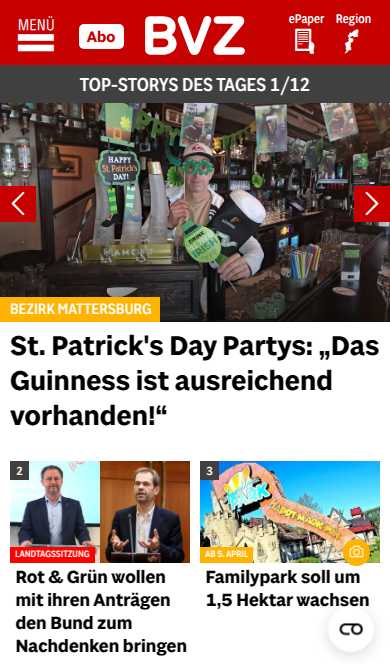 MENÜ
Abo
BVZ
ePaper
Region
TOP-STORYS DES TAGES 1/12
HAPPY
St. Patrick's
DAY!
IRISH
BEZIRK MATTERSBURG
St. Patrick's Day Partys: „Das
Guinness ist ausreichend
vorhanden!“
2
LANDTAGSSITZUNG
Rot & Grün wollen
mit ihren Anträgen
den Bund zum
Nachdenken bringen
3
PARK
AB 5. APRIL
Familypark soll um
1,5 Hektar wachsen